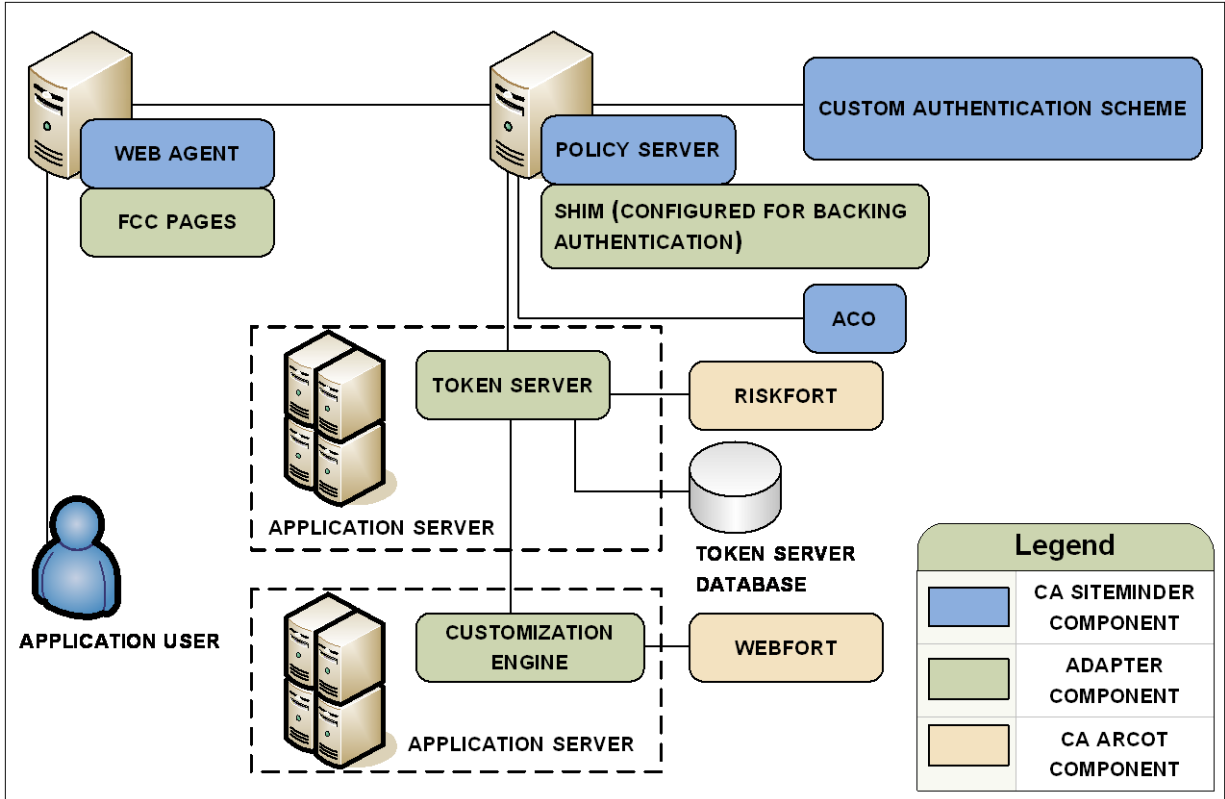 CUSTOM AUTHENTICATION SCHEME
WEB AGENT
POLICY SERVER
FCC PAGES
SHIM (CONFIGURED FOR BACKING
AUTHENTICATION)
ACO
TOKEN SERVER
RISKFORT
APPLICATION SERVER
TOKEN SERVER
DATABASE
APPLICATION USER
CUSTOMIZATION
ENGINE
WEBFORT
APPLICATION SERVER
Legend
CA SITEMINDER
COMPONENT
ADAPTER
COMPONENT
CA ARCOT
COMPONENT